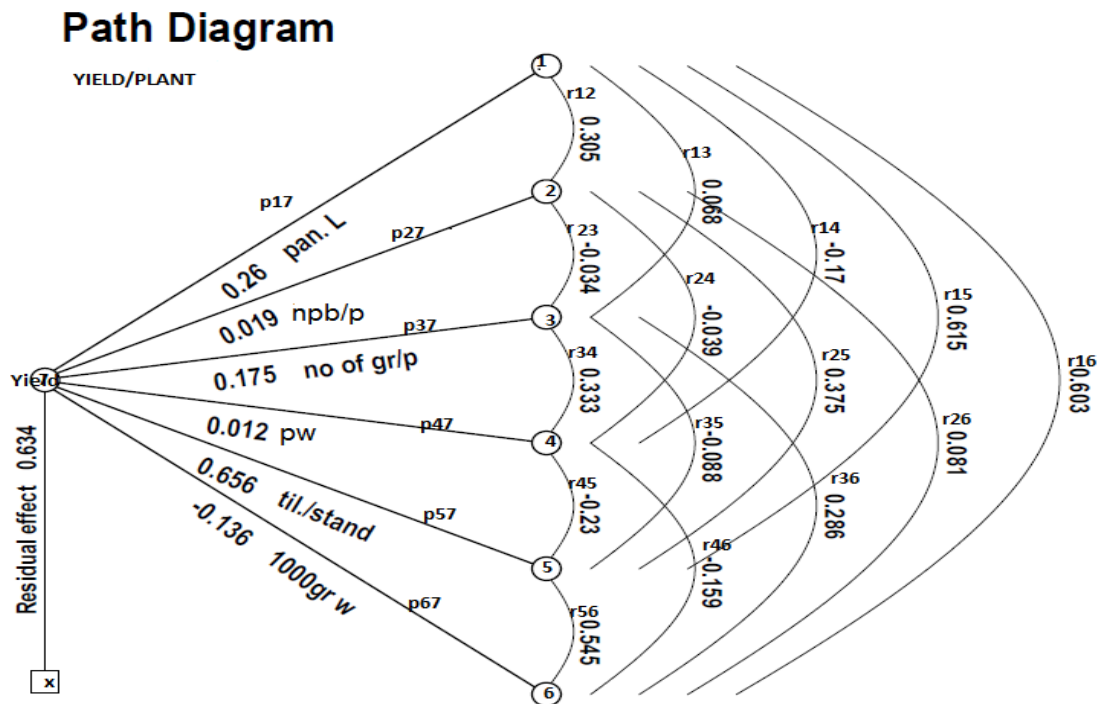 Path Diagram
YIELD/PLANT
1
r12
0.305
r13
0.068
p17
0.26 pan. L
2
p27
r 23
-0.034
r24
-0.039
r14
-0.17
r15
0.615
0.019 npb/p
p37
3
r34
0.333
r25
0.375
r16
0.603
Yield
7
0.175 no of gr/p
p47
4
r35
-0.088
r26
0.081
0.012 pw
r45
-0.23
r36
0.286
0.656 til./stand
p57
5
r46
-0.159
-0.136 1000gr w
p67
r56
0.545
6
Residual effect 0.634
x